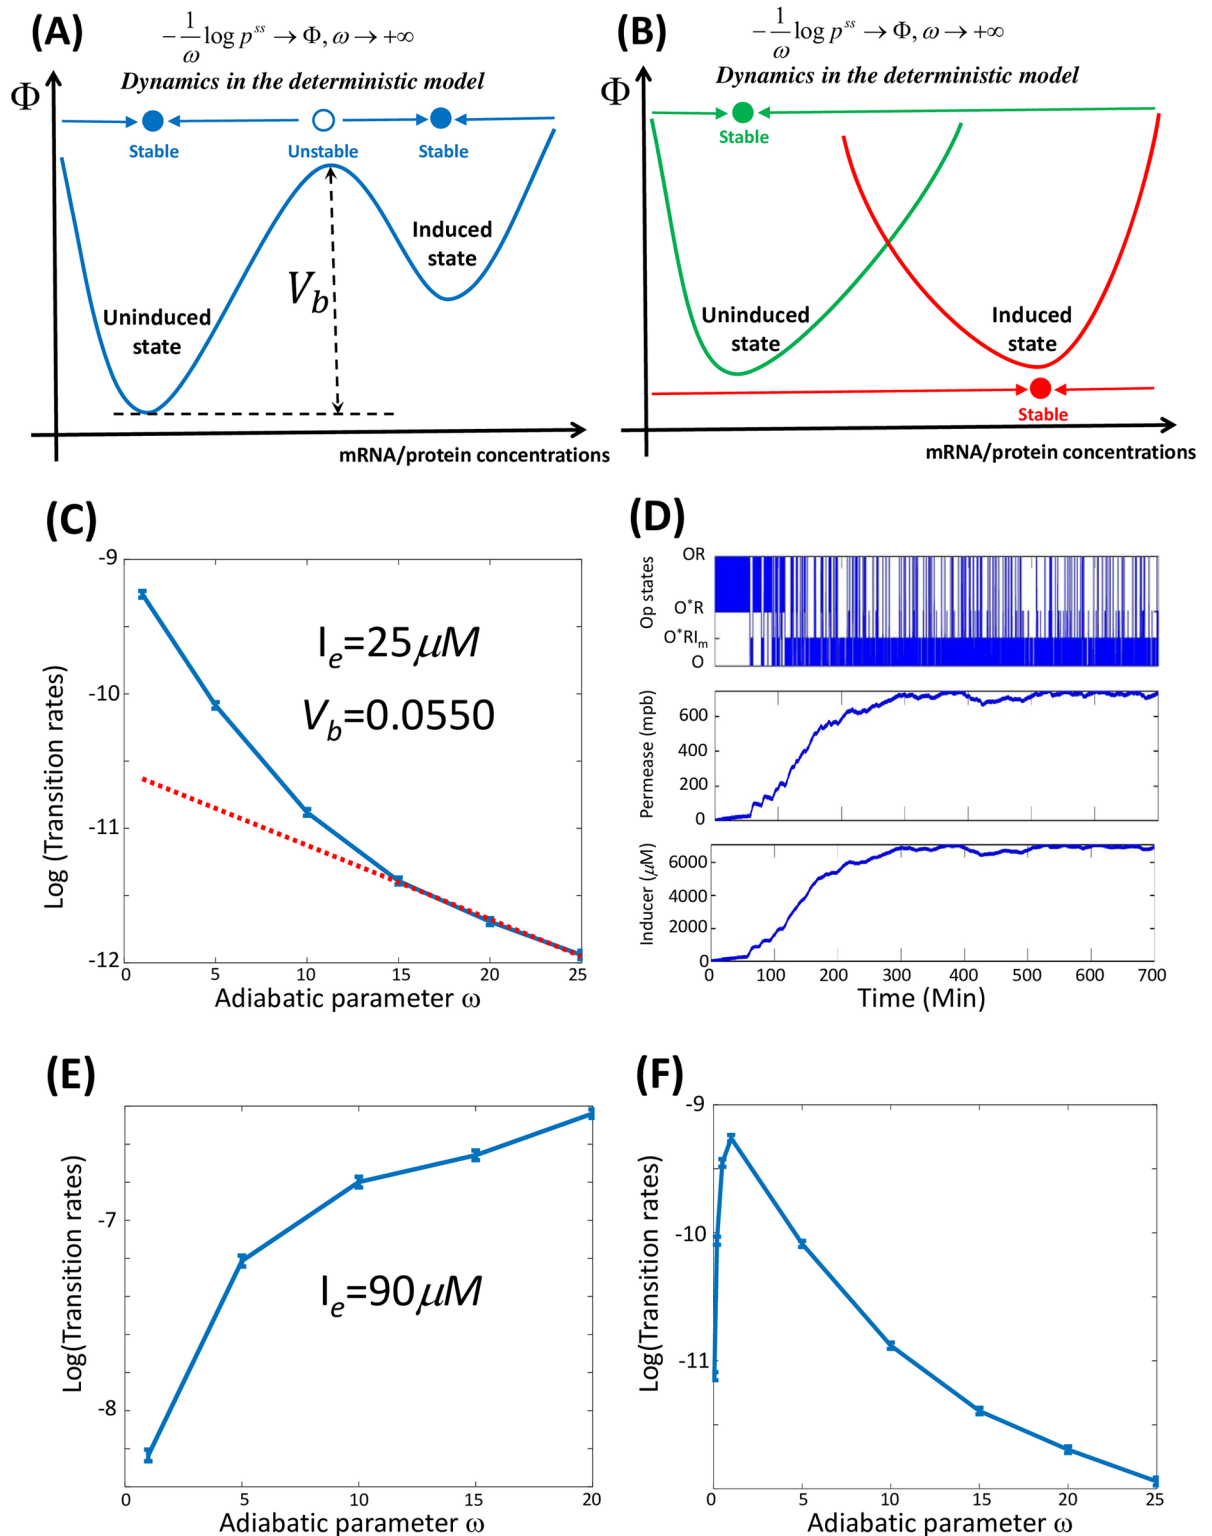 (A)
−1/ω log p^ss → Φ, ω → +∞
Dynamics in the deterministic model
Φ
Stable
Unstable
Stable
Induced
state
V_b
Uninduced
state
mRNA/protein concentrations
(B)
−1/ω log p^ss → Φ, ω → +∞
Dynamics in the deterministic model
Φ
Stable
Uninduced
state
Induced
state
Stable
mRNA/protein concentrations
(C)
-9
-10
-11
-12
Log (Transition rates)
I_e=25μM
V_b=0.0550
0 5 10 15 20 25
Adiabatic parameter ω
(D)
Op states
OR
O*R
O*RI_m
O
Permease (mpb)
600
400
200
0
Inducer (μM)
6000
4000
2000
0
0 100 200 300 400 500 600 700
Time (Min)
(E)
Log(Transition rates)
-7
-8
I_e=90μM
0 5 10 15 20
Adiabatic parameter ω
(F)
Log(Transition rates)
-9
-10
-11
0 5 10 15 20 25
Adiabatic parameter ω